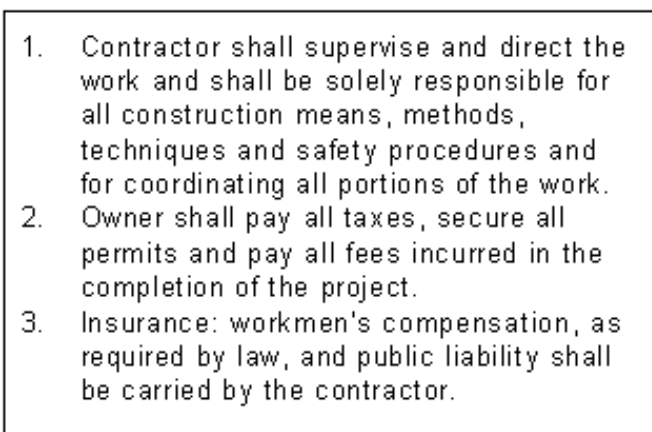 1. Contractor shall supervise and direct the
work and shall be solely responsible for
all construction means, methods,
techniques and safety procedures and
for coordinating all portions of the work.
2. Owner shall pay all taxes, secure all
permits and pay all fees incurred in the
completion of the project.
3. Insurance: workmen's compensation, as
required by law, and public liability shall
be carried by the contractor.